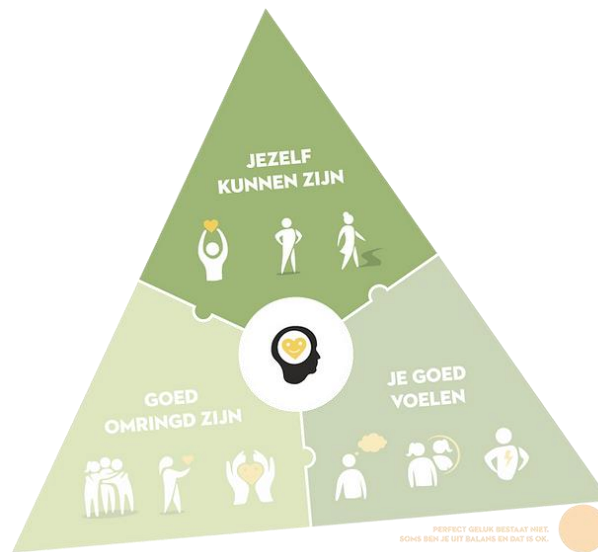 JEZELF
KUNNEN ZIJN
GOED
OMRINGD ZIJN
JE GOED
VOELEN
PERFECT GELUK BESTAAT NIET,
SOMS BEN JE UIT BALANS EN DAT IS OK.